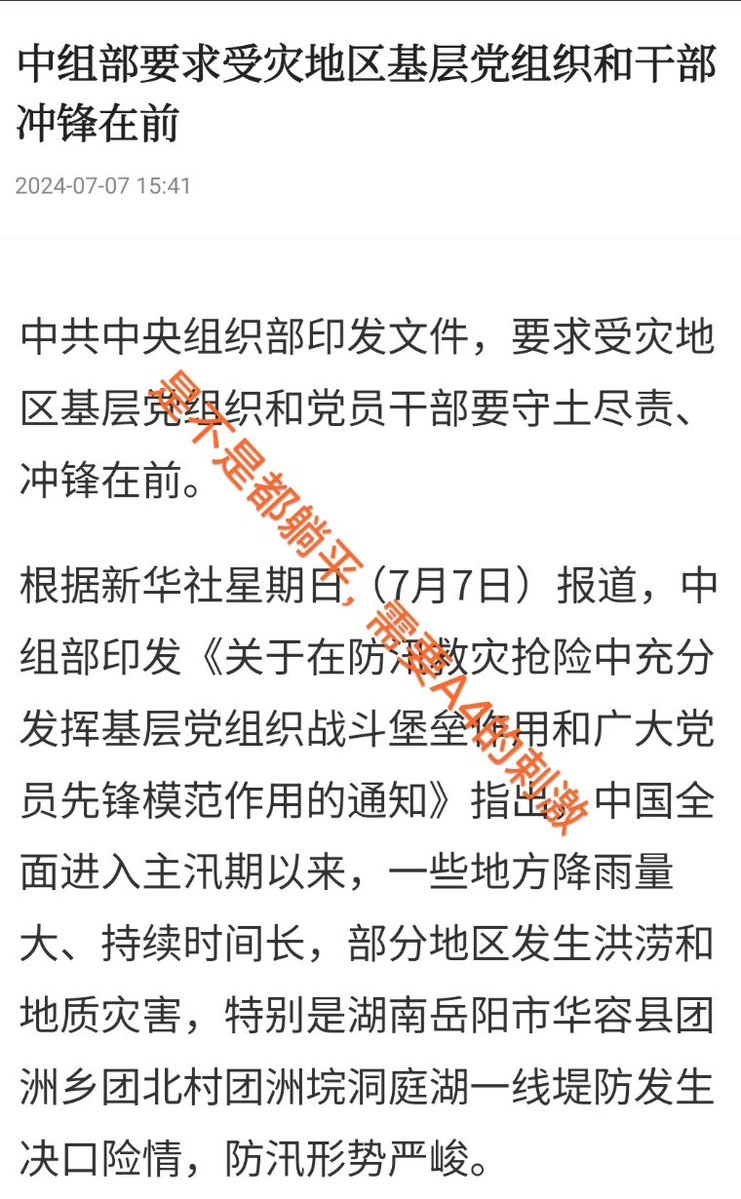 中组部要求受灾地区基层党组织和干部
冲锋在前
2024-07-07 15:41
中共中央组织部印发文件，要求受灾地
区基层党组织和党员干部要守土尽责、
冲锋在前。
根据新华社星期日（7月7日）报道，中
组部印发《关于在防汛救灾抢险中充分
发挥基层党组织战斗堡垒作用和广大党
员先锋模范作用的通知》指出，中国全
面进入主汛期以来，一些地方降雨量
大、持续时间长，部分地区发生洪涝和
地质灾害，特别是湖南岳阳市华容县团
洲乡团北村团洲垸洞庭湖一线堤防发生
决口险情，防汛形势严峻。
是不是都躺平，需要A4的刺激